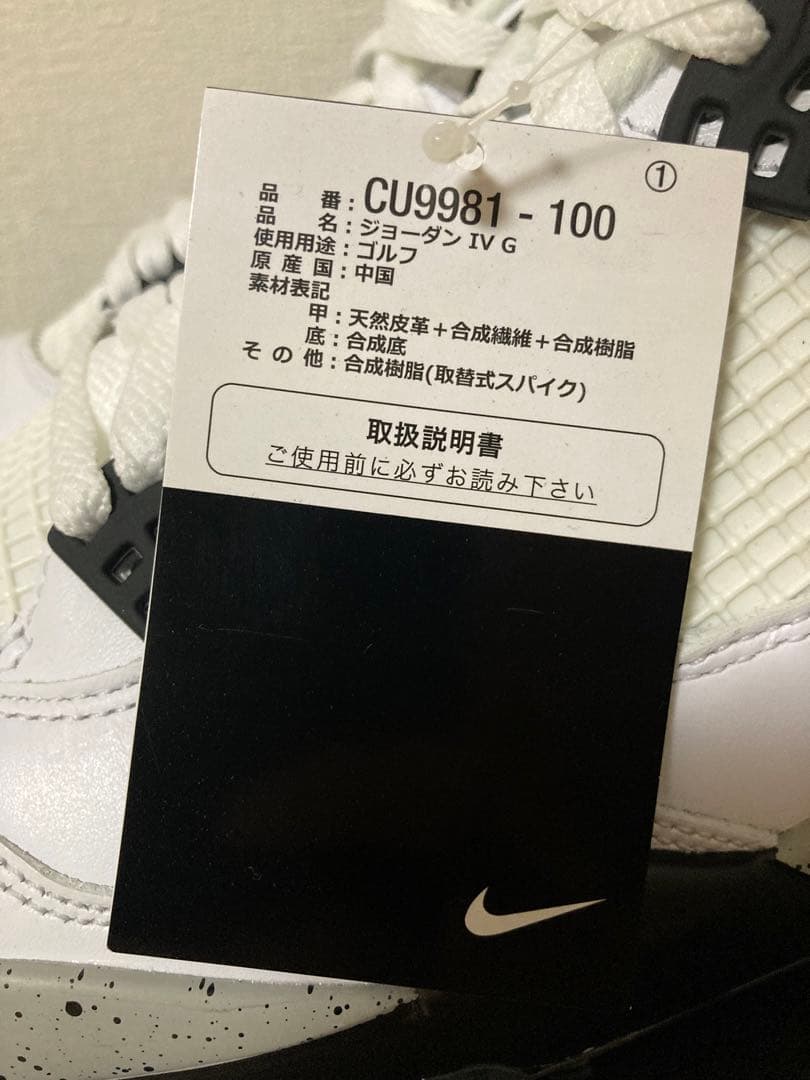 ①
品 番：CU9981 - 100
品 名：ジョーダン IV G
使用用途：ゴルフ
原 産 国：中国
素材表記
甲：天然皮革＋合成繊維＋合成樹脂
底：合成底
そ の 他：合成樹脂(取替式スパイク)
取扱説明書
ご使用前に必ずお読み下さい